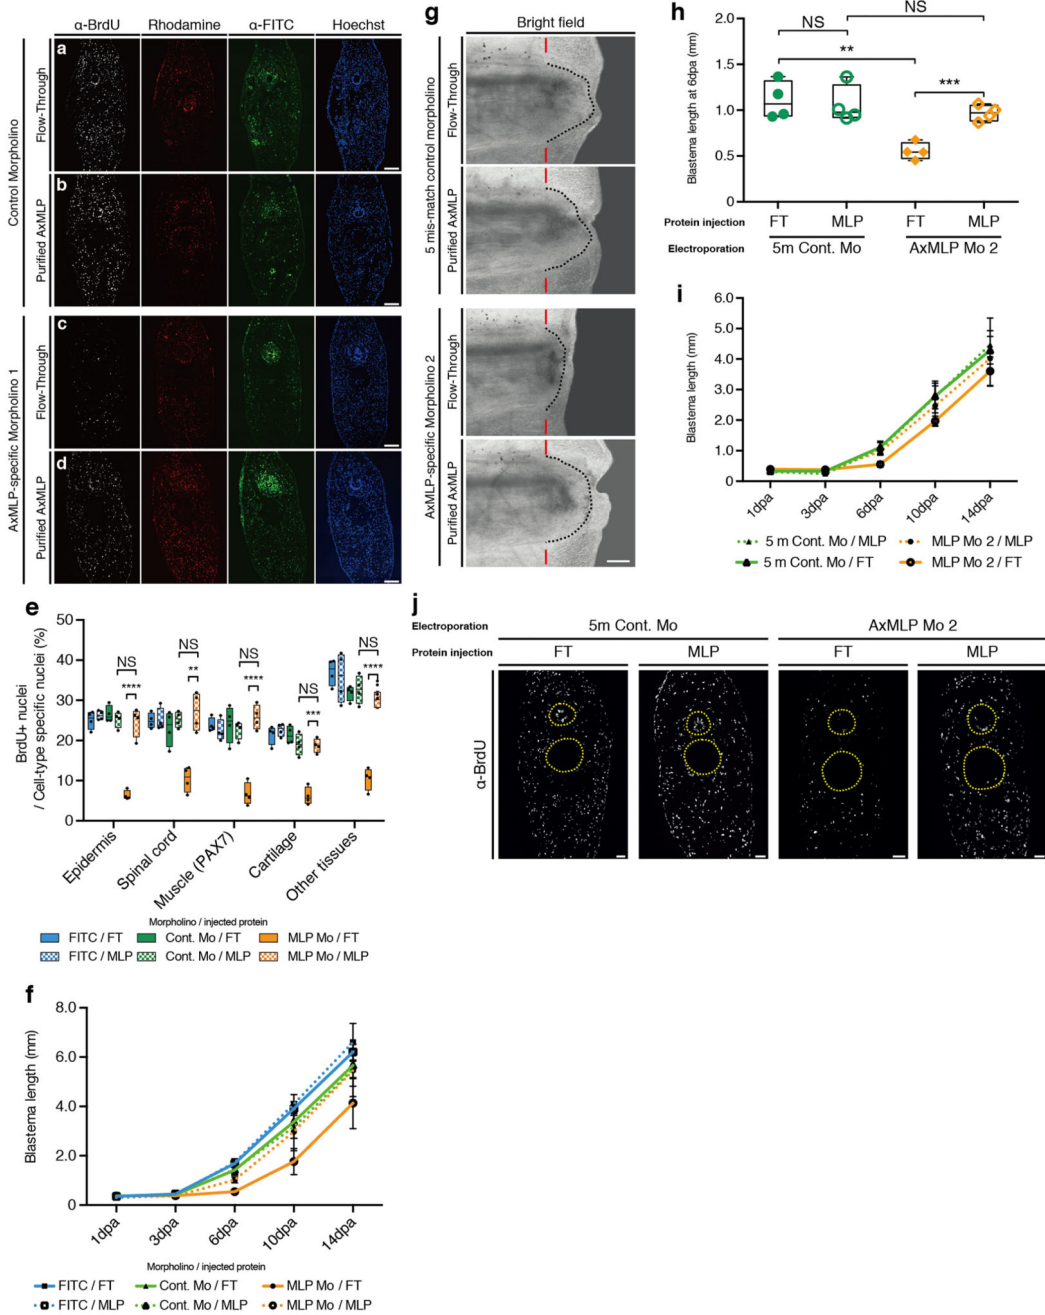 α-BrdU Rhodamine α-FITC Hoechst
Control Morpholino
Flow-Through
a
Purified AxMLP
b
AxMLP-specific Morpholino 1
Flow-Through
c
Purified AxMLP
d
e
BrdU+ nuclei
/ Cell-type specific nuclei (%)
50
40
30
20
10
0
NS
****
NS
**
NS
****
NS
***
NS
****
Epidermis
Spinal cord
Muscle (PAX7)
Cartilage
Other tissues
Morpholino / injected protein
FITC / FT Cont. Mo / FT MLP Mo / FT
FITC / MLP Cont. Mo / MLP MLP Mo / MLP
f
Blastema length (mm)
8.0
6.0
4.0
2.0
0
1dpa
3dpa
6dpa
10dpa
14dpa
Morpholino / injected protein
FITC / FT Cont. Mo / FT MLP Mo / FT
FITC / MLP Cont. Mo / MLP MLP Mo / MLP
g
Bright field
5 mis-match control morpholino
Flow-Through
Purified AxMLP
AxMLP-specific Morpholino 2
Flow-Through
Purified AxMLP
h
Blastema length at 6dpa (mm)
2.0
1.5
1.0
0.5
0
NS
NS
**
***
Protein injection FT MLP FT MLP
Electroporation 5m Cont. Mo AxMLP Mo 2
i
Blastema length (mm)
6.0
5.0
4.0
3.0
2.0
1.0
0
1dpa
3dpa
6dpa
10dpa
14dpa
5 m Cont. Mo / MLP MLP Mo 2 / MLP
5 m Cont. Mo / FT MLP Mo 2 / FT
j
Electroporation 5m Cont. Mo AxMLP Mo 2
Protein injection FT MLP FT MLP
α-BrdU